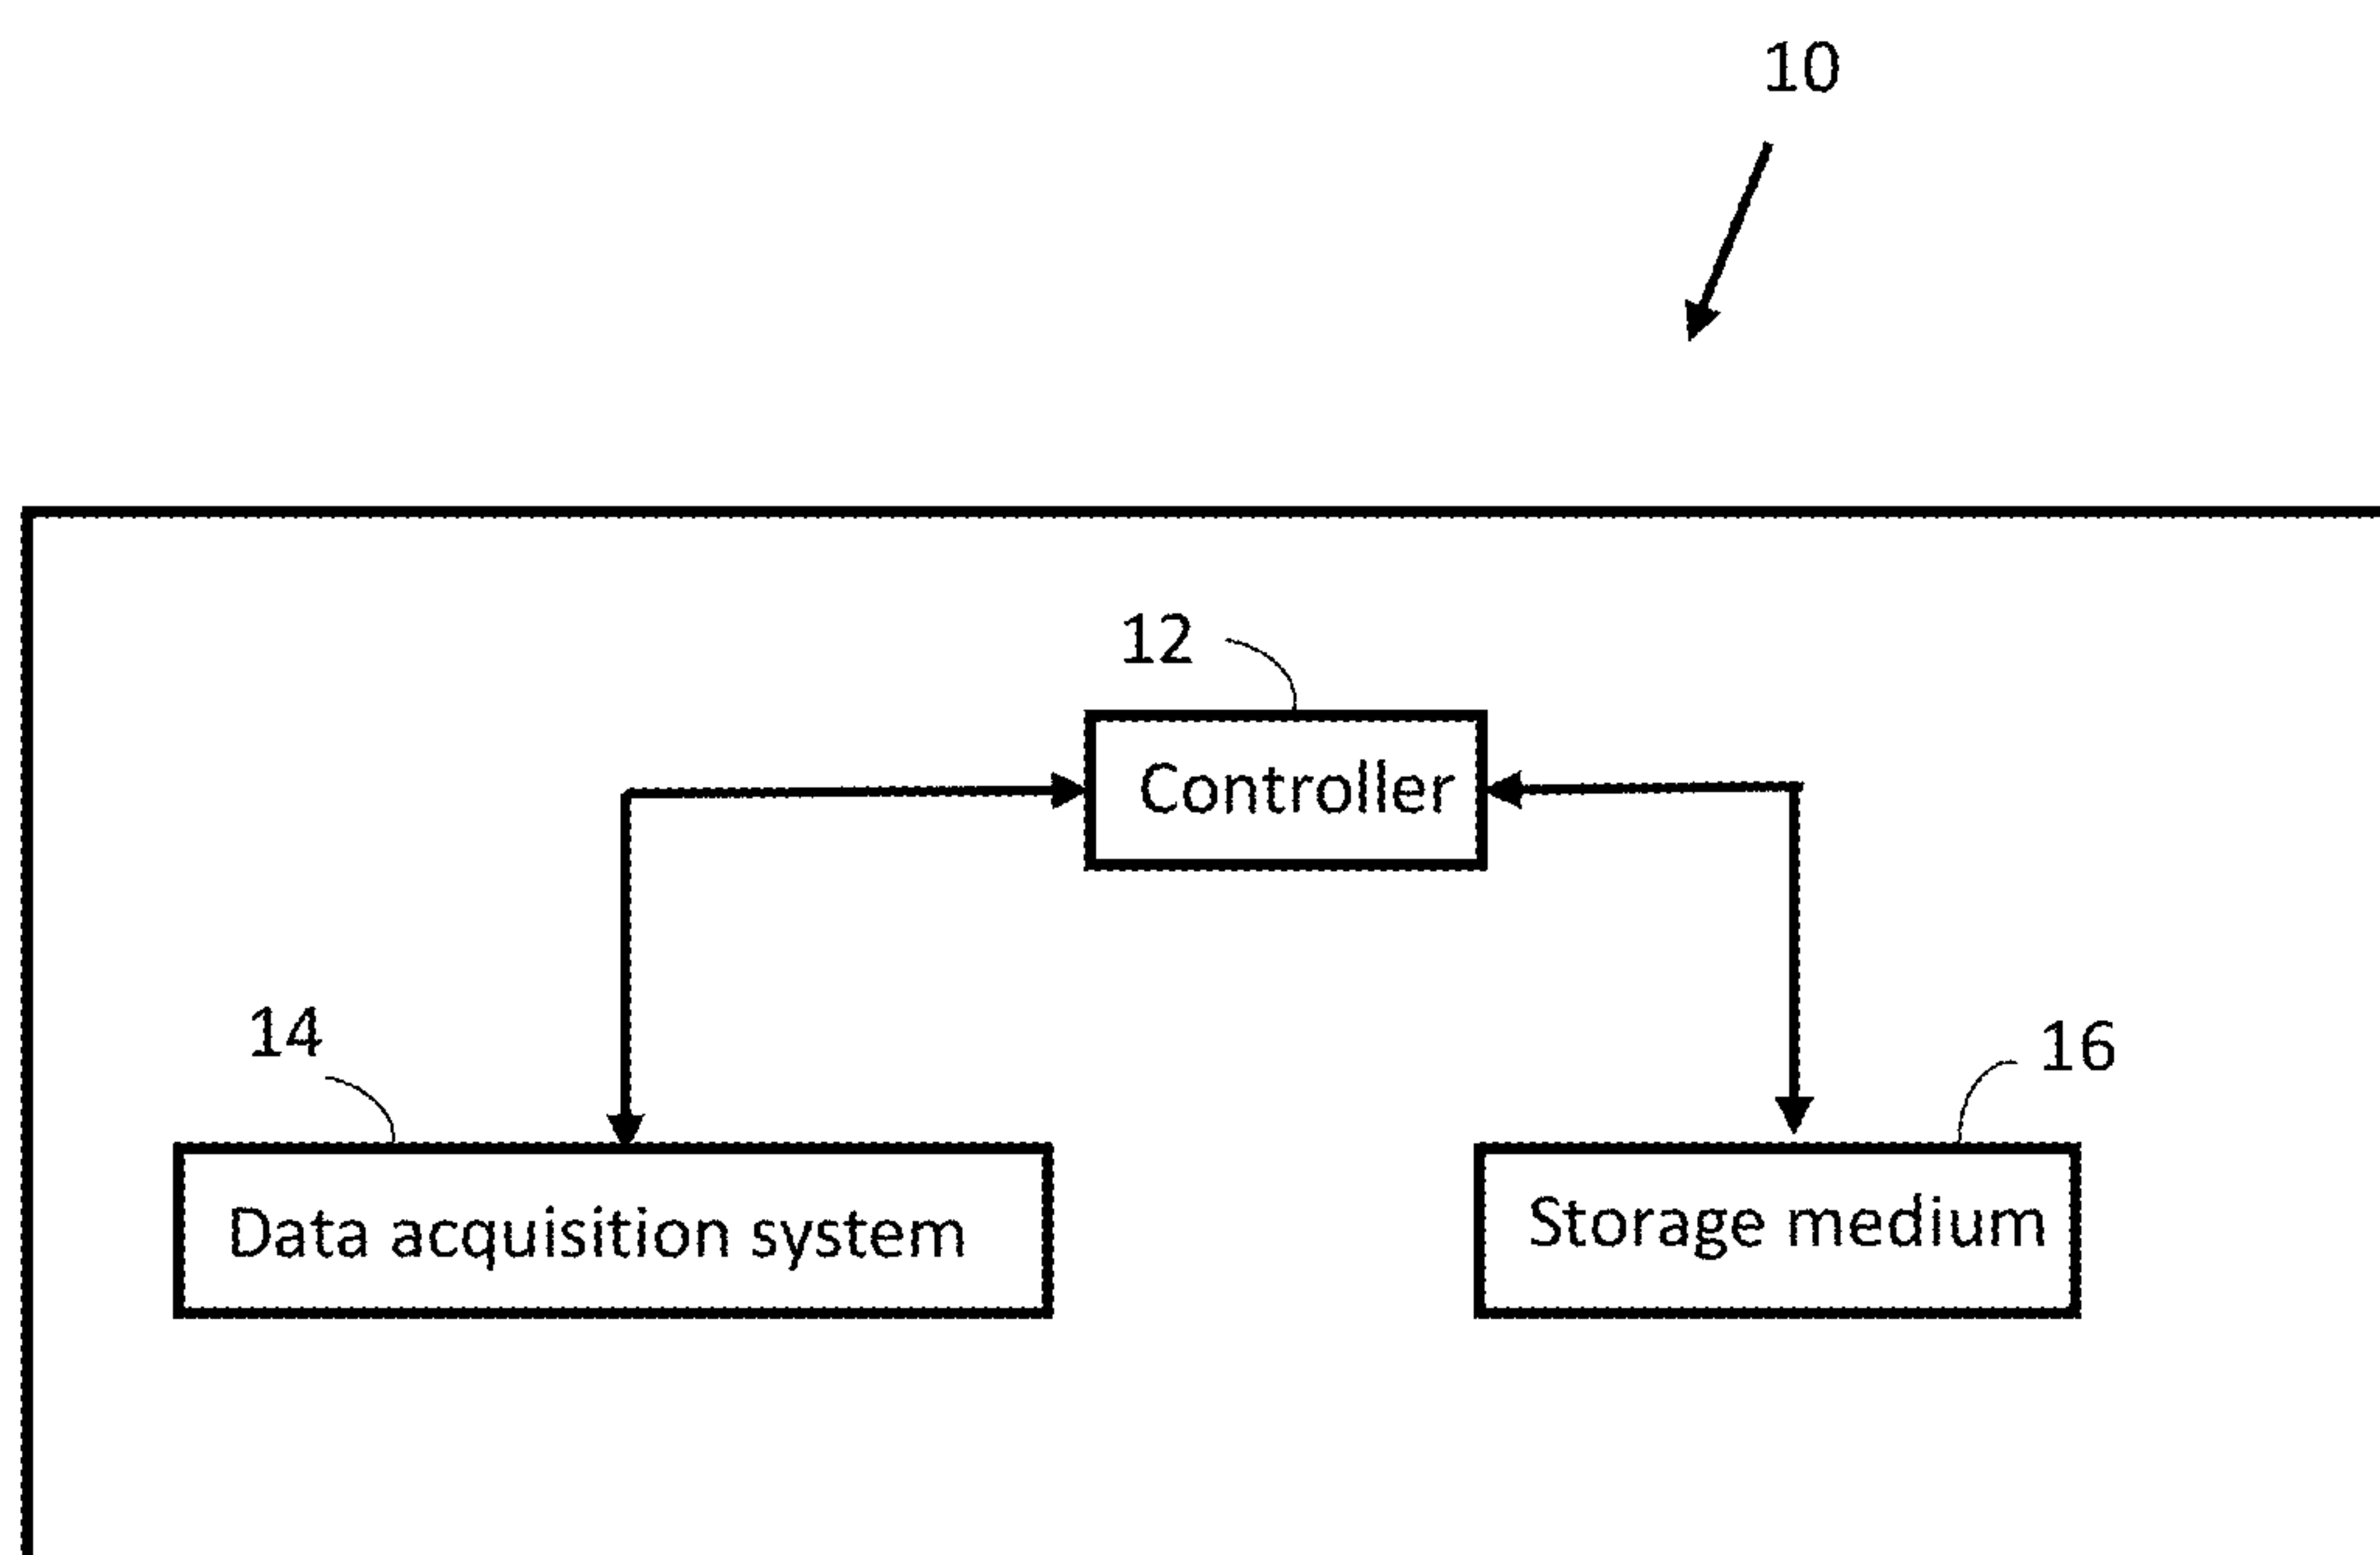 10
12
Controller
14
16
Data acquisition system
Storage medium